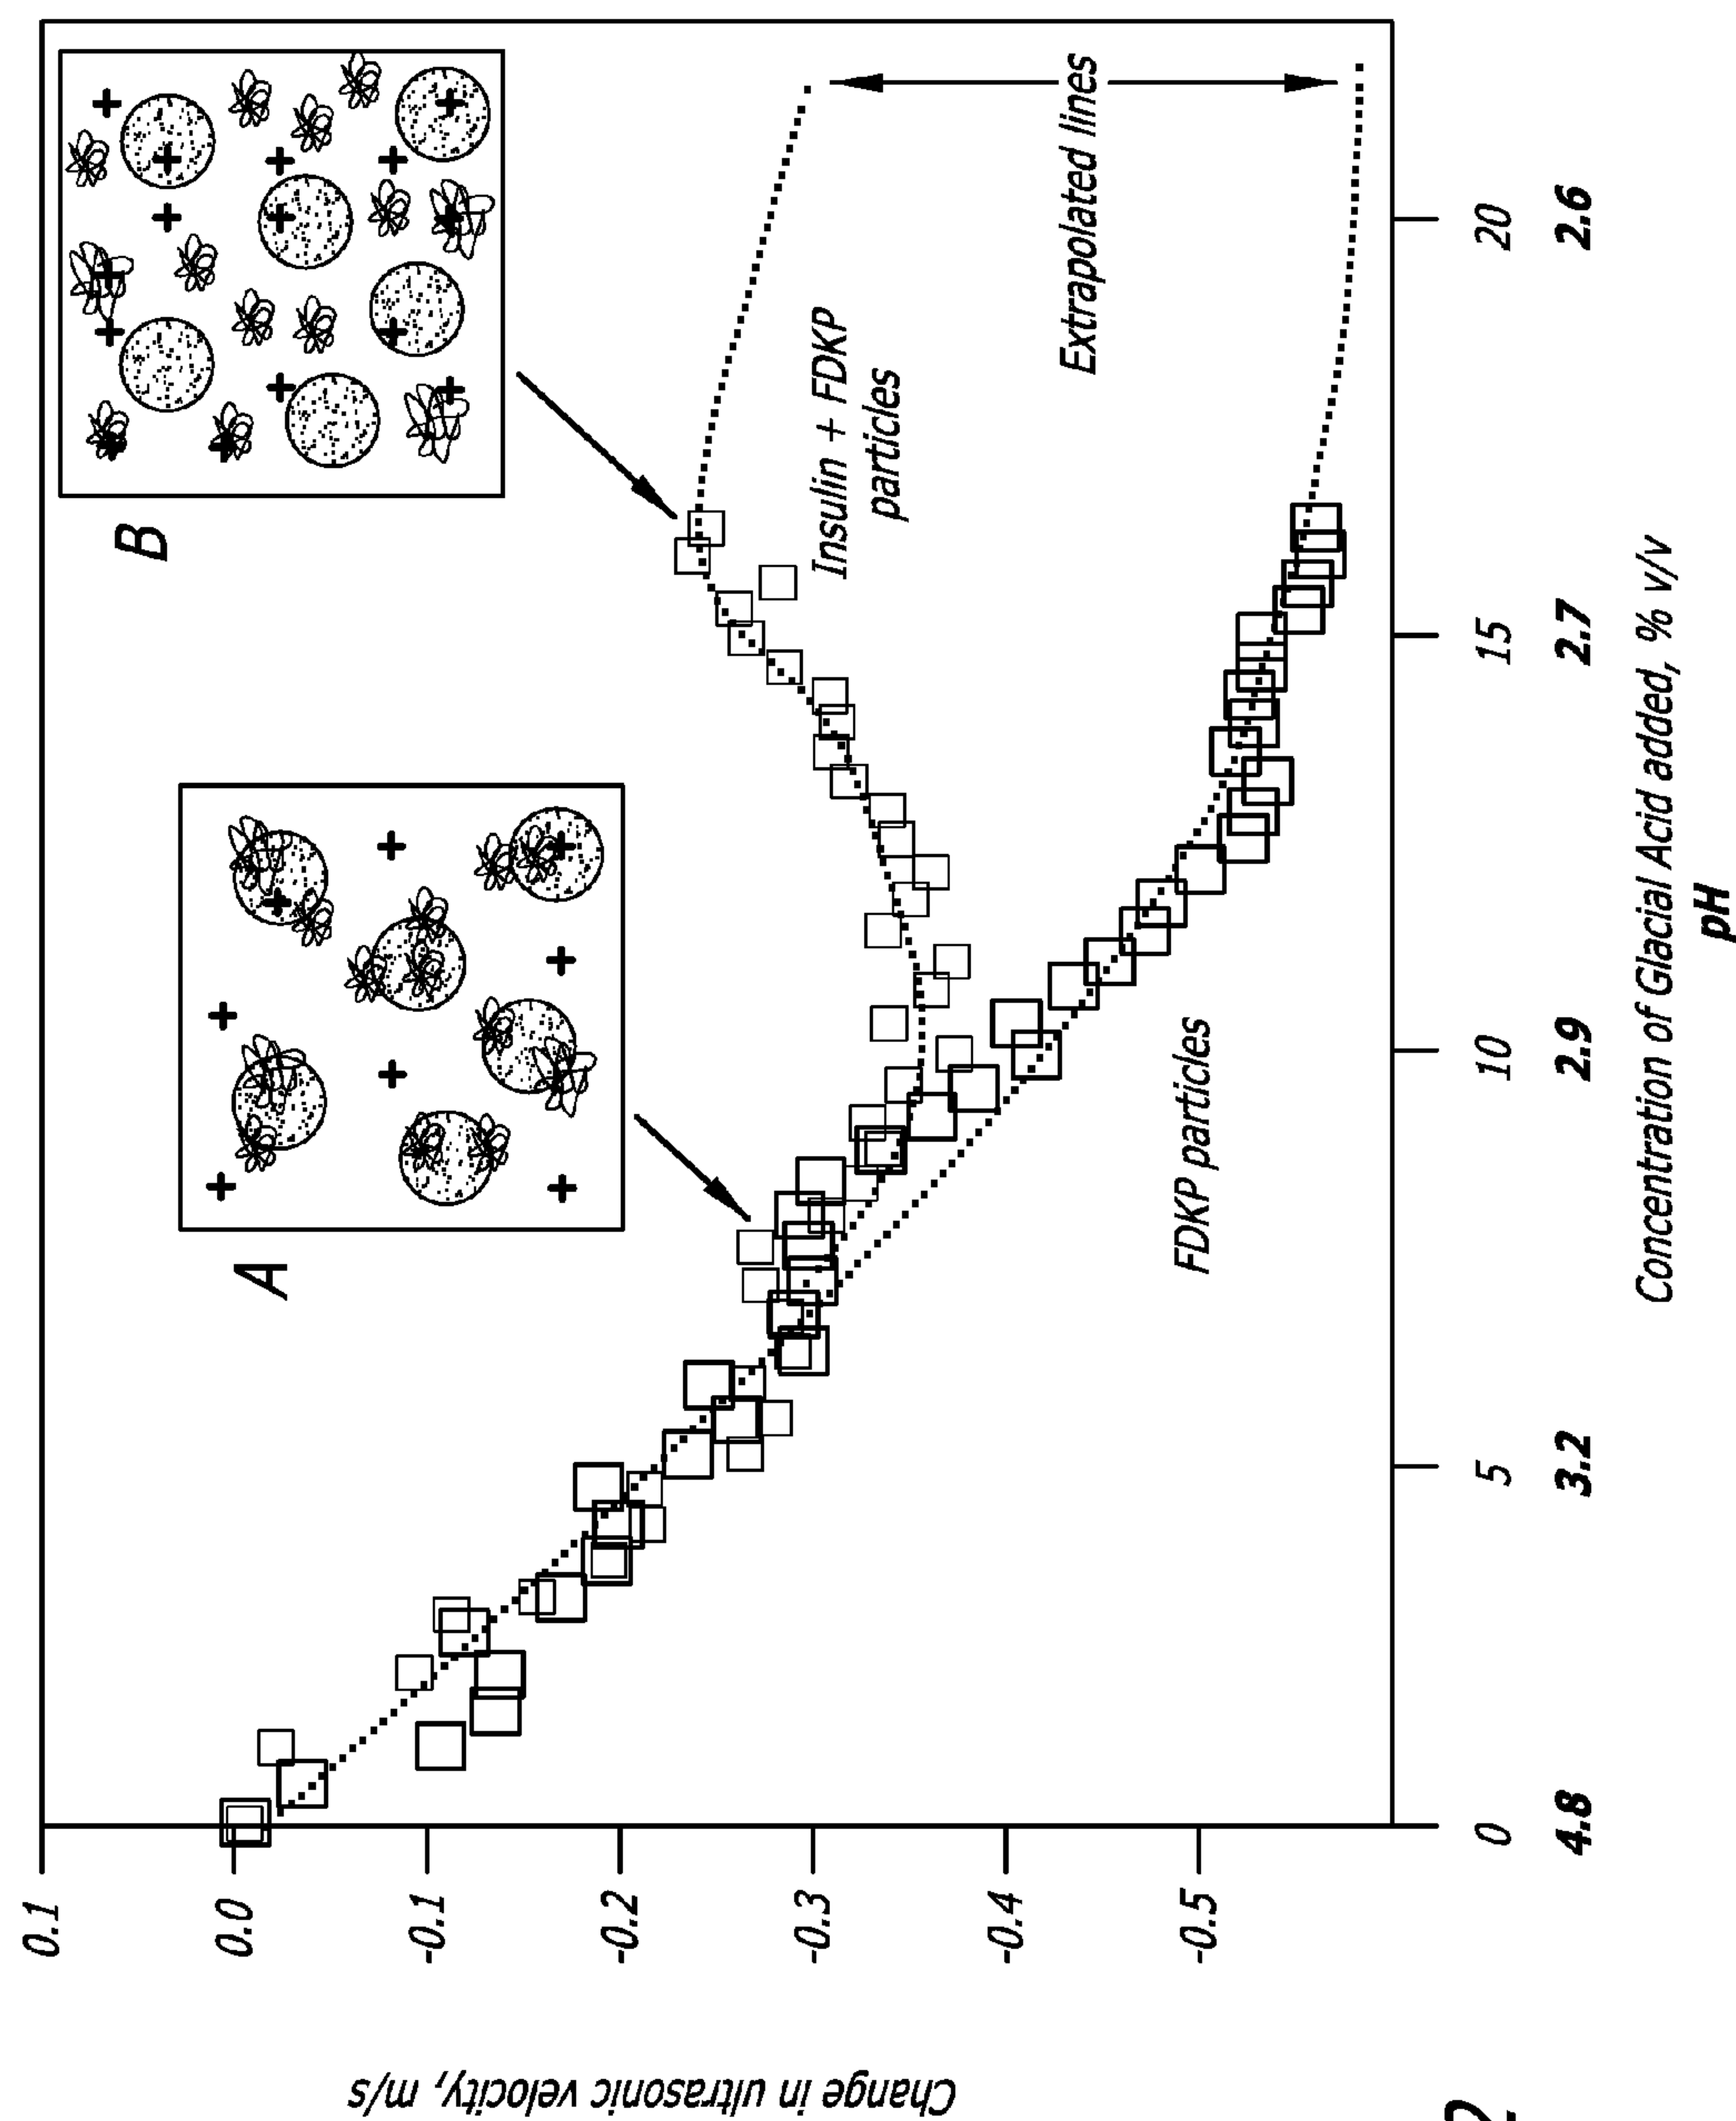 0.1
0.0
-0.1
-0.2
-0.3
-0.4
-0.5
Change in ultrasonic velocity, m/s
A
B
Insulin + FDKP
particles
Extrapolated lines
FDKP particles
0 5 10 15 20
4.8 3.2 2.9 2.7 2.6
Concentration of Glacial Acid added, % v/v
pH